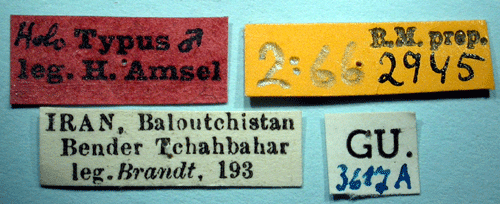 Holo Typus ♂
leg. H. Amsel
R.M. prep.
2:66. 2945
IRAN, Baloutchistan
Bender Tchahbahar
leg. Brandt, 193
GU.
3617A